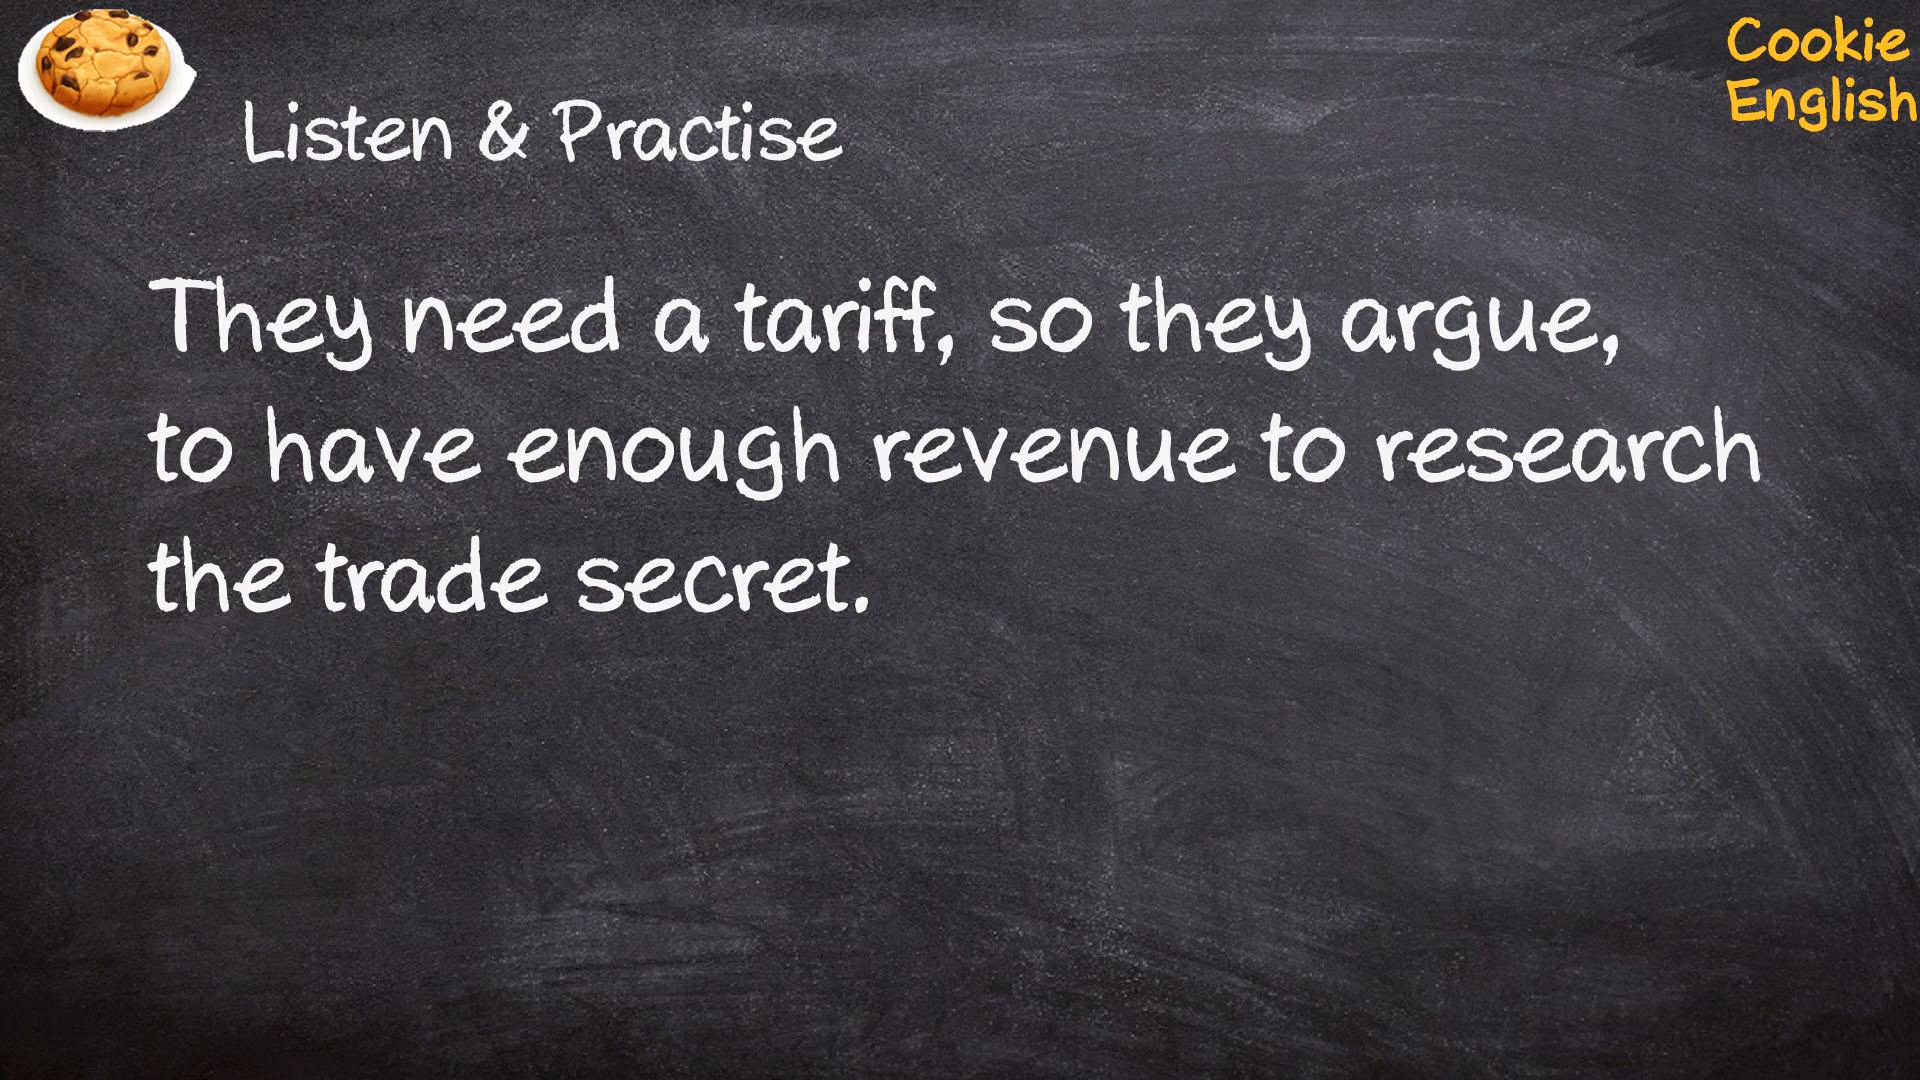 Cookie
English
Listen & Practise
They need a tariff, so they argue,
to have enough revenue to research
the trade secret.